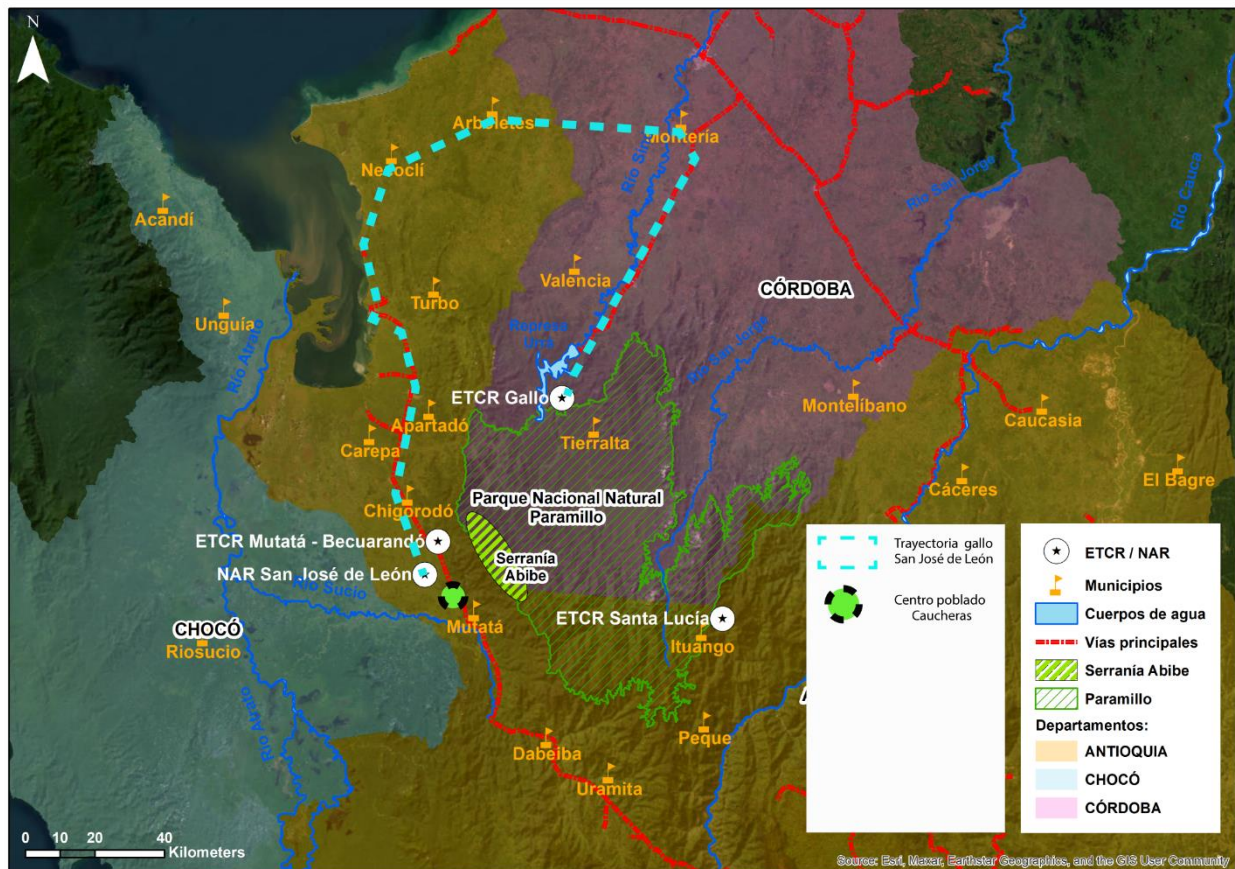 N
Arboletes
Montería
Necoclí
Río Sinú
Acandí
Río San Jorge
Río Cauca
Valencia
CÓRDOBA
Turbo
Unguía
Represa
Urrá
Río Atrato
Río San Jorge
ETCR Gallo
Montelíbano
Apartadó
Caucasia
Tierralta
Carepa
Cáceres
El Bagre
Parque Nacional Natural
Paramillo
Chigorodó
ETCR Mutatá - Becuarandó
Serranía
Abibe
NAR San José de León
Río Sucio
Mutatá
ETCR Santa Lucía
CHOCÓ
Riosucio
Ituango
Río Atrato
Peque
Dabeiba
Uramita
Trayectoria gallo
San José de León
Centro poblado
Caucheras
ETCR / NAR
Municipios
Cuerpos de agua
Vías principales
Serranía Abibe
Paramillo
Departamentos:
ANTIOQUIA
CHOCÓ
CÓRDOBA
0 10 20 40
Kilometers
Source: Esri, Maxar, Earthstar Geographics, and the GIS User Community